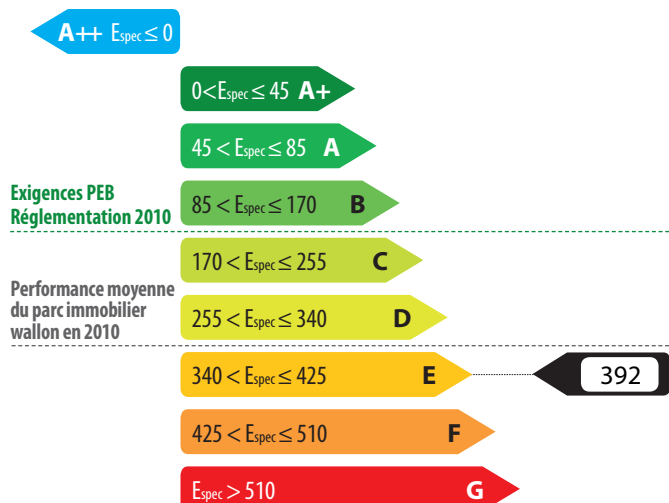 A++ Espec ≤ 0
0<Espec ≤ 45 A+
45 < Espec ≤ 85 A
Exigences PEB
Réglementation 2010
85 < Espec ≤ 170 B
170 < Espec ≤ 255 C
Performance moyenne
du parc immobilier
wallon en 2010
255 < Espec ≤ 340 D
340 < Espec ≤ 425 E
392
425 < Espec ≤ 510 F
Espec > 510 G